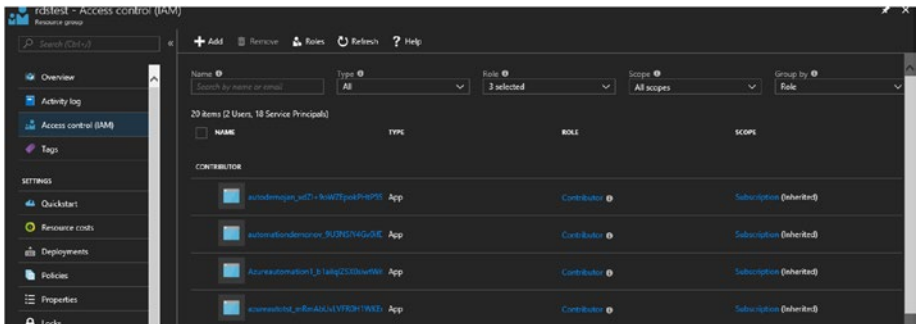 rdstest - Access control (IAM)
Resource group
Search (Ctrl+/)
Overview
Activity log
Access control (IAM)
Tags
SETTINGS
Quickstart
Resource costs
Deployments
Policies
Properties
Locks
Add Remove Roles Refresh ? Help
Name Type Role Scope Group by
Search by name or email All 3 selected All scopes Role
20 items (2 Users, 18 Service Principals)
NAME TYPE ROLE SCOPE
CONTRIBUTOR
App Contributor Subscription (Inherited)
App Contributor Subscription (Inherited)
App Contributor Subscription (Inherited)
App Contributor Subscription (Inherited)